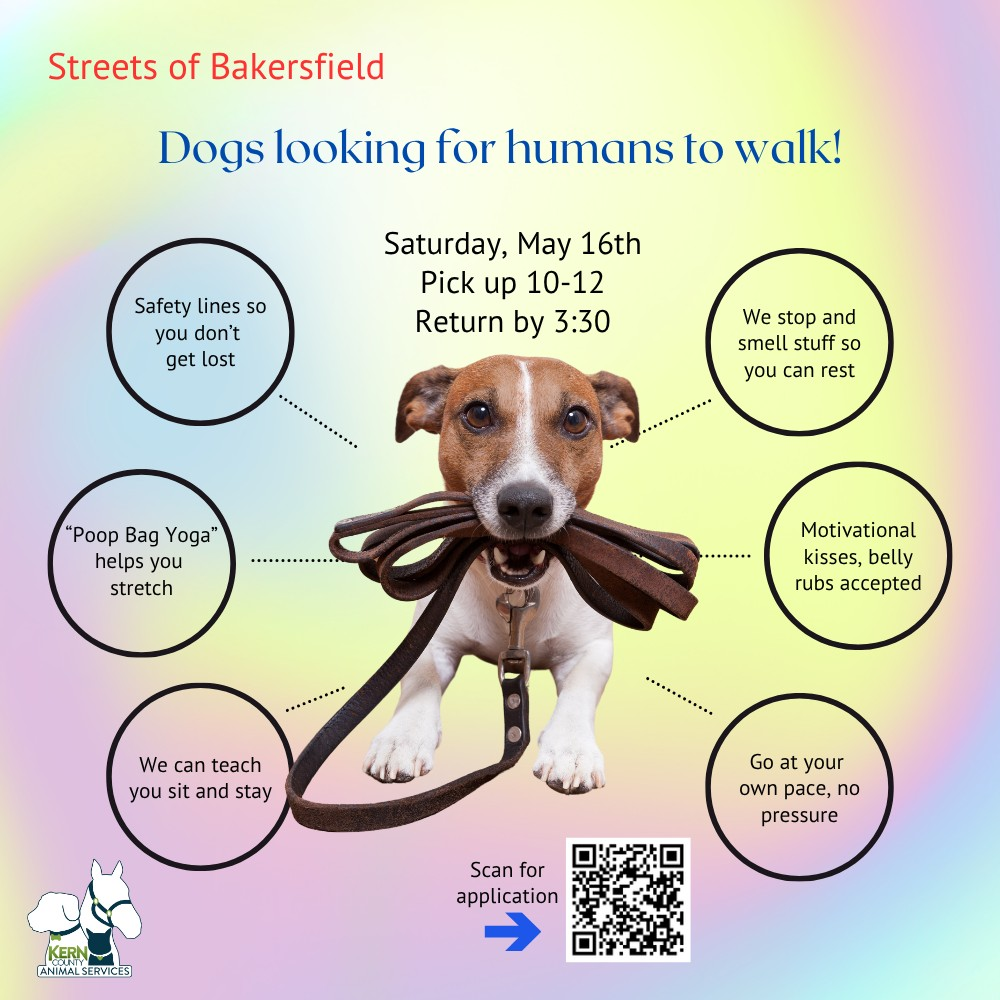 Streets of Bakersfield
Dogs looking for humans to walk!
Saturday, May 16th
Pick up 10-12
Return by 3:30
Safety lines so
you don't
get lost
We stop and
smell stuff so
you can rest
“Poop Bag Yoga”
helps you
stretch
Motivational
kisses, belly
rubs accepted
We can teach
you sit and stay
Go at your
own pace, no
pressure
Scan for
application
KERN
COUNTY
ANIMAL SERVICES